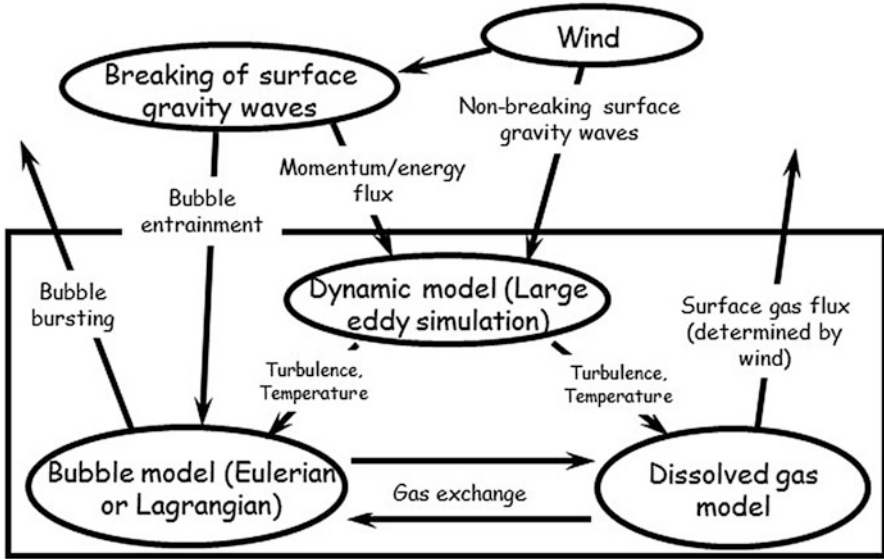 Wind
Breaking of surface
gravity waves
Non-breaking surface
gravity waves
Momentum/energy
flux
Bubble
entrainment
Dynamic model (Large
eddy simulation)
Bubble
bursting
Surface gas flux
(determined by
wind)
Turbulence,
Temperature
Turbulence,
Temperature
Bubble model (Eulerian
or Lagrangian)
Gas exchange
Dissolved gas
model